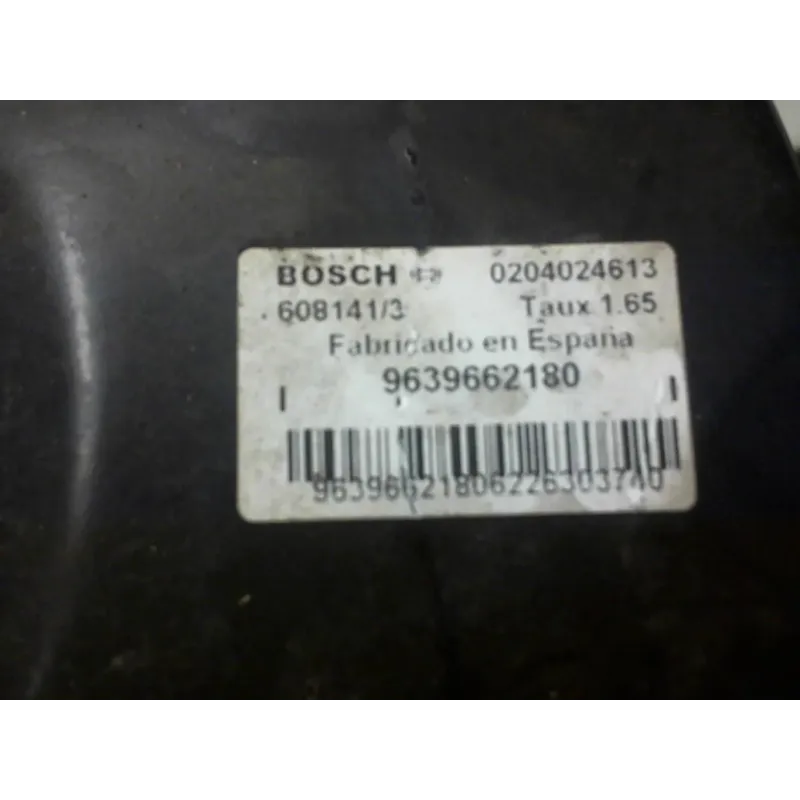 BOSCH 0204024613
608141/3 Taux 1.65
Fabricado en España
9639662180
96396621806226303740